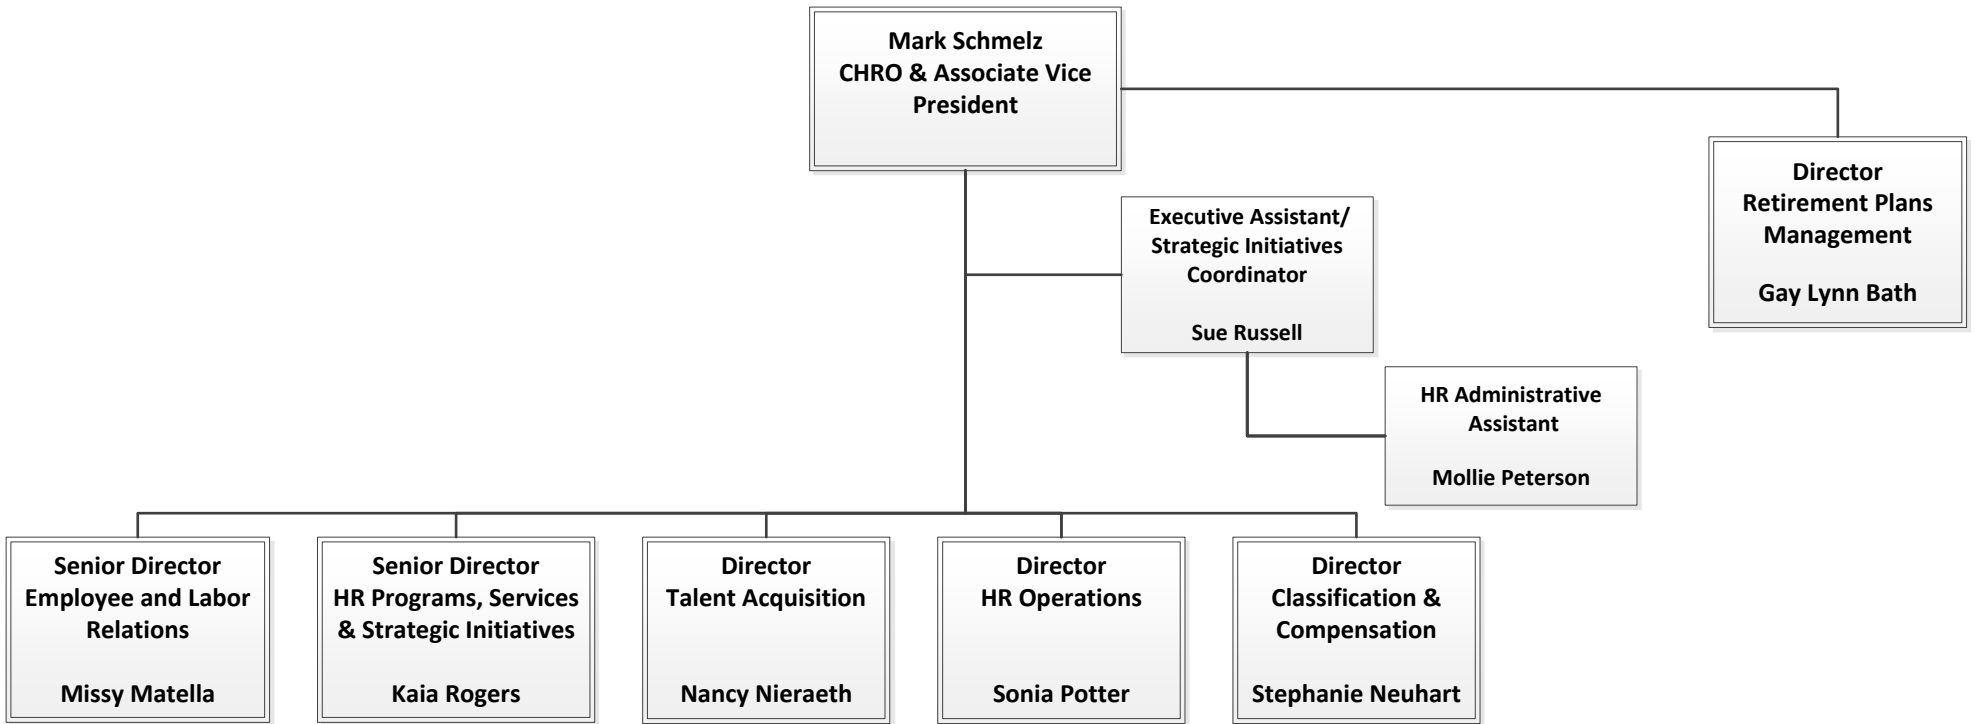 Mark Schmelz
CHRO & Associate Vice
President
Director
Retirement Plans
Management
Gay Lynn Bath
Executive Assistant/
Strategic Initiatives
Coordinator
Sue Russell
HR Administrative
Assistant
Mollie Peterson
Senior Director
Employee and Labor
Relations
Missy Matella
Senior Director
HR Programs, Services
& Strategic Initiatives
Kaia Rogers
Director
Talent Acquisition
Nancy Nieraeth
Director
HR Operations
Sonia Potter
Director
Classification &
Compensation
Stephanie Neuhart